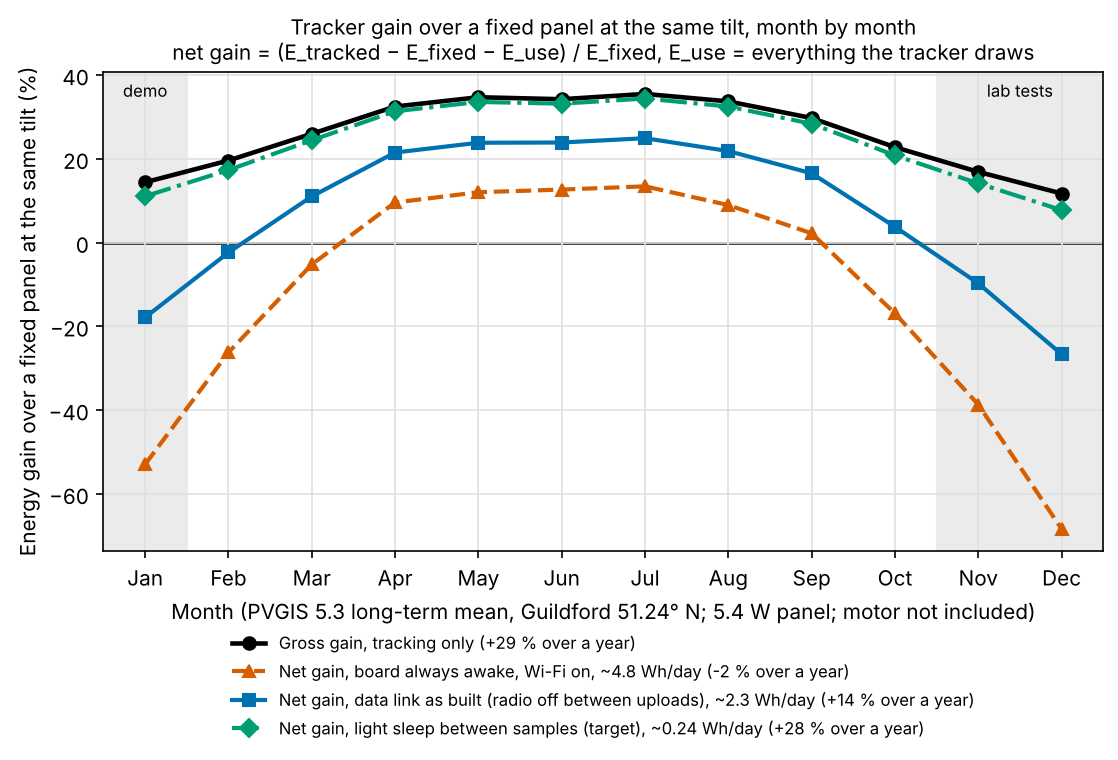 Tracker gain over a fixed panel at the same tilt, month by month
net gain = (E_tracked − E_fixed − E_use) / E_fixed, E_use = everything the tracker draws
Energy gain over a fixed panel at the same tilt (%)
40
20
0
−20
−40
−60
demo
lab tests
Jan Feb Mar Apr May Jun Jul Aug Sep Oct Nov Dec
Month (PVGIS 5.3 long-term mean, Guildford 51.24° N; 5.4 W panel; motor not included)
Gross gain, tracking only (+29 % over a year)
Net gain, board always awake, Wi-Fi on, ~4.8 Wh/day (-2 % over a year)
Net gain, data link as built (radio off between uploads), ~2.3 Wh/day (+14 % over a year)
Net gain, light sleep between samples (target), ~0.24 Wh/day (+28 % over a year)